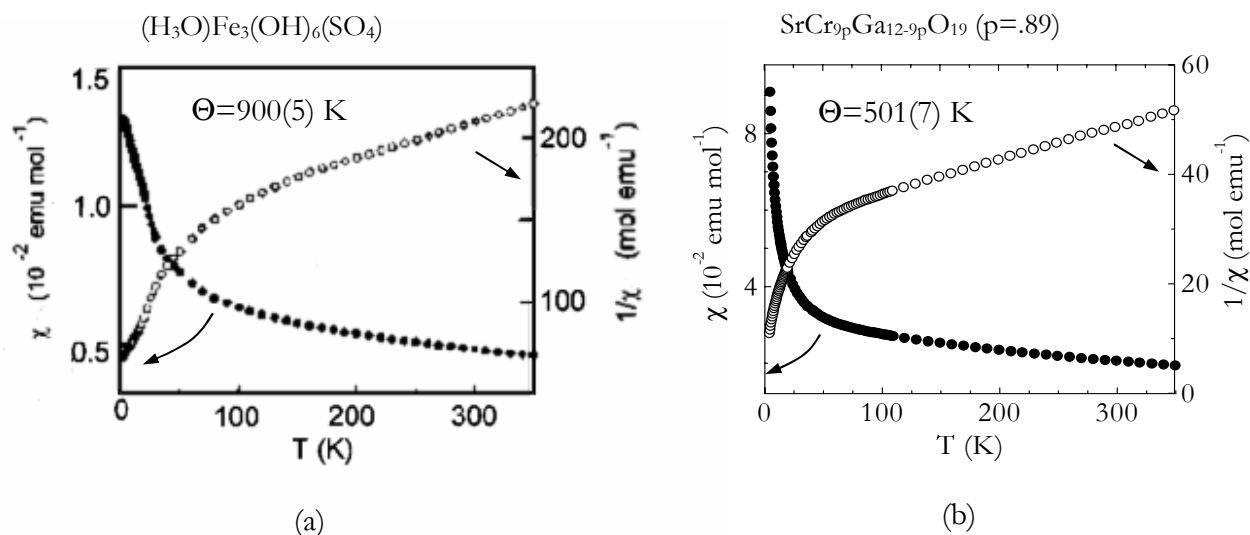 (H₃O)Fe₃(OH)₆(SO₄)
Θ=900(5) K
1.5
1.0
0.5
χ (10⁻² emu mol⁻¹)
200
100
1/χ (mol emu⁻¹)
0 100 200 300
T (K)
(a)
SrCr₉ₚGa₁₂₋₉ₚO₁₉ (p=.89)
Θ=501(7) K
8
4
χ (10⁻² emu mol⁻¹)
60
40
20
0
1/χ (mol emu⁻¹)
0 100 200 300
T (K)
(b)